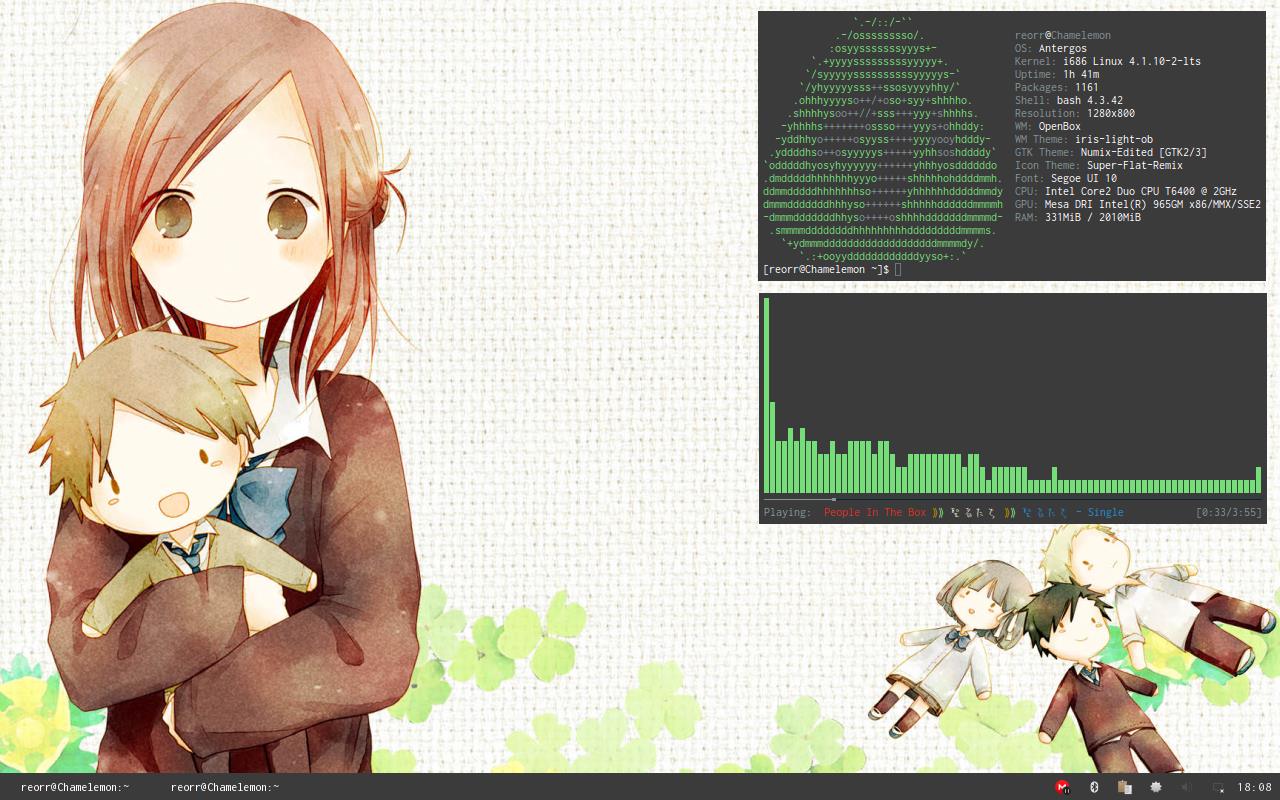 reorr@Chamelemon
OS: Antergos
Kernel: i686 Linux 4.1.10-2-lts
Uptime: 1h 41m
Packages: 1161
Shell: bash 4.3.42
Resolution: 1280x800
WM: OpenBox
WM Theme: iris-light-ob
GTK Theme: Numix-Edited [GTK2/3]
Icon Theme: Super-Flat-Remix
Font: Segoe UI 10
CPU: Intel Core2 Duo CPU T6400 @ 2GHz
GPU: Mesa DRI Intel(R) 965GM x86/MMX/SSE2
RAM: 331MiB / 2010MiB
[reorr@Chamelemon ~]$
Playing: People In The Box ⟫ ⟫ - Single [0:33/3:55]
reorr@Chamelemon:~ reorr@Chamelemon:~ 18:08